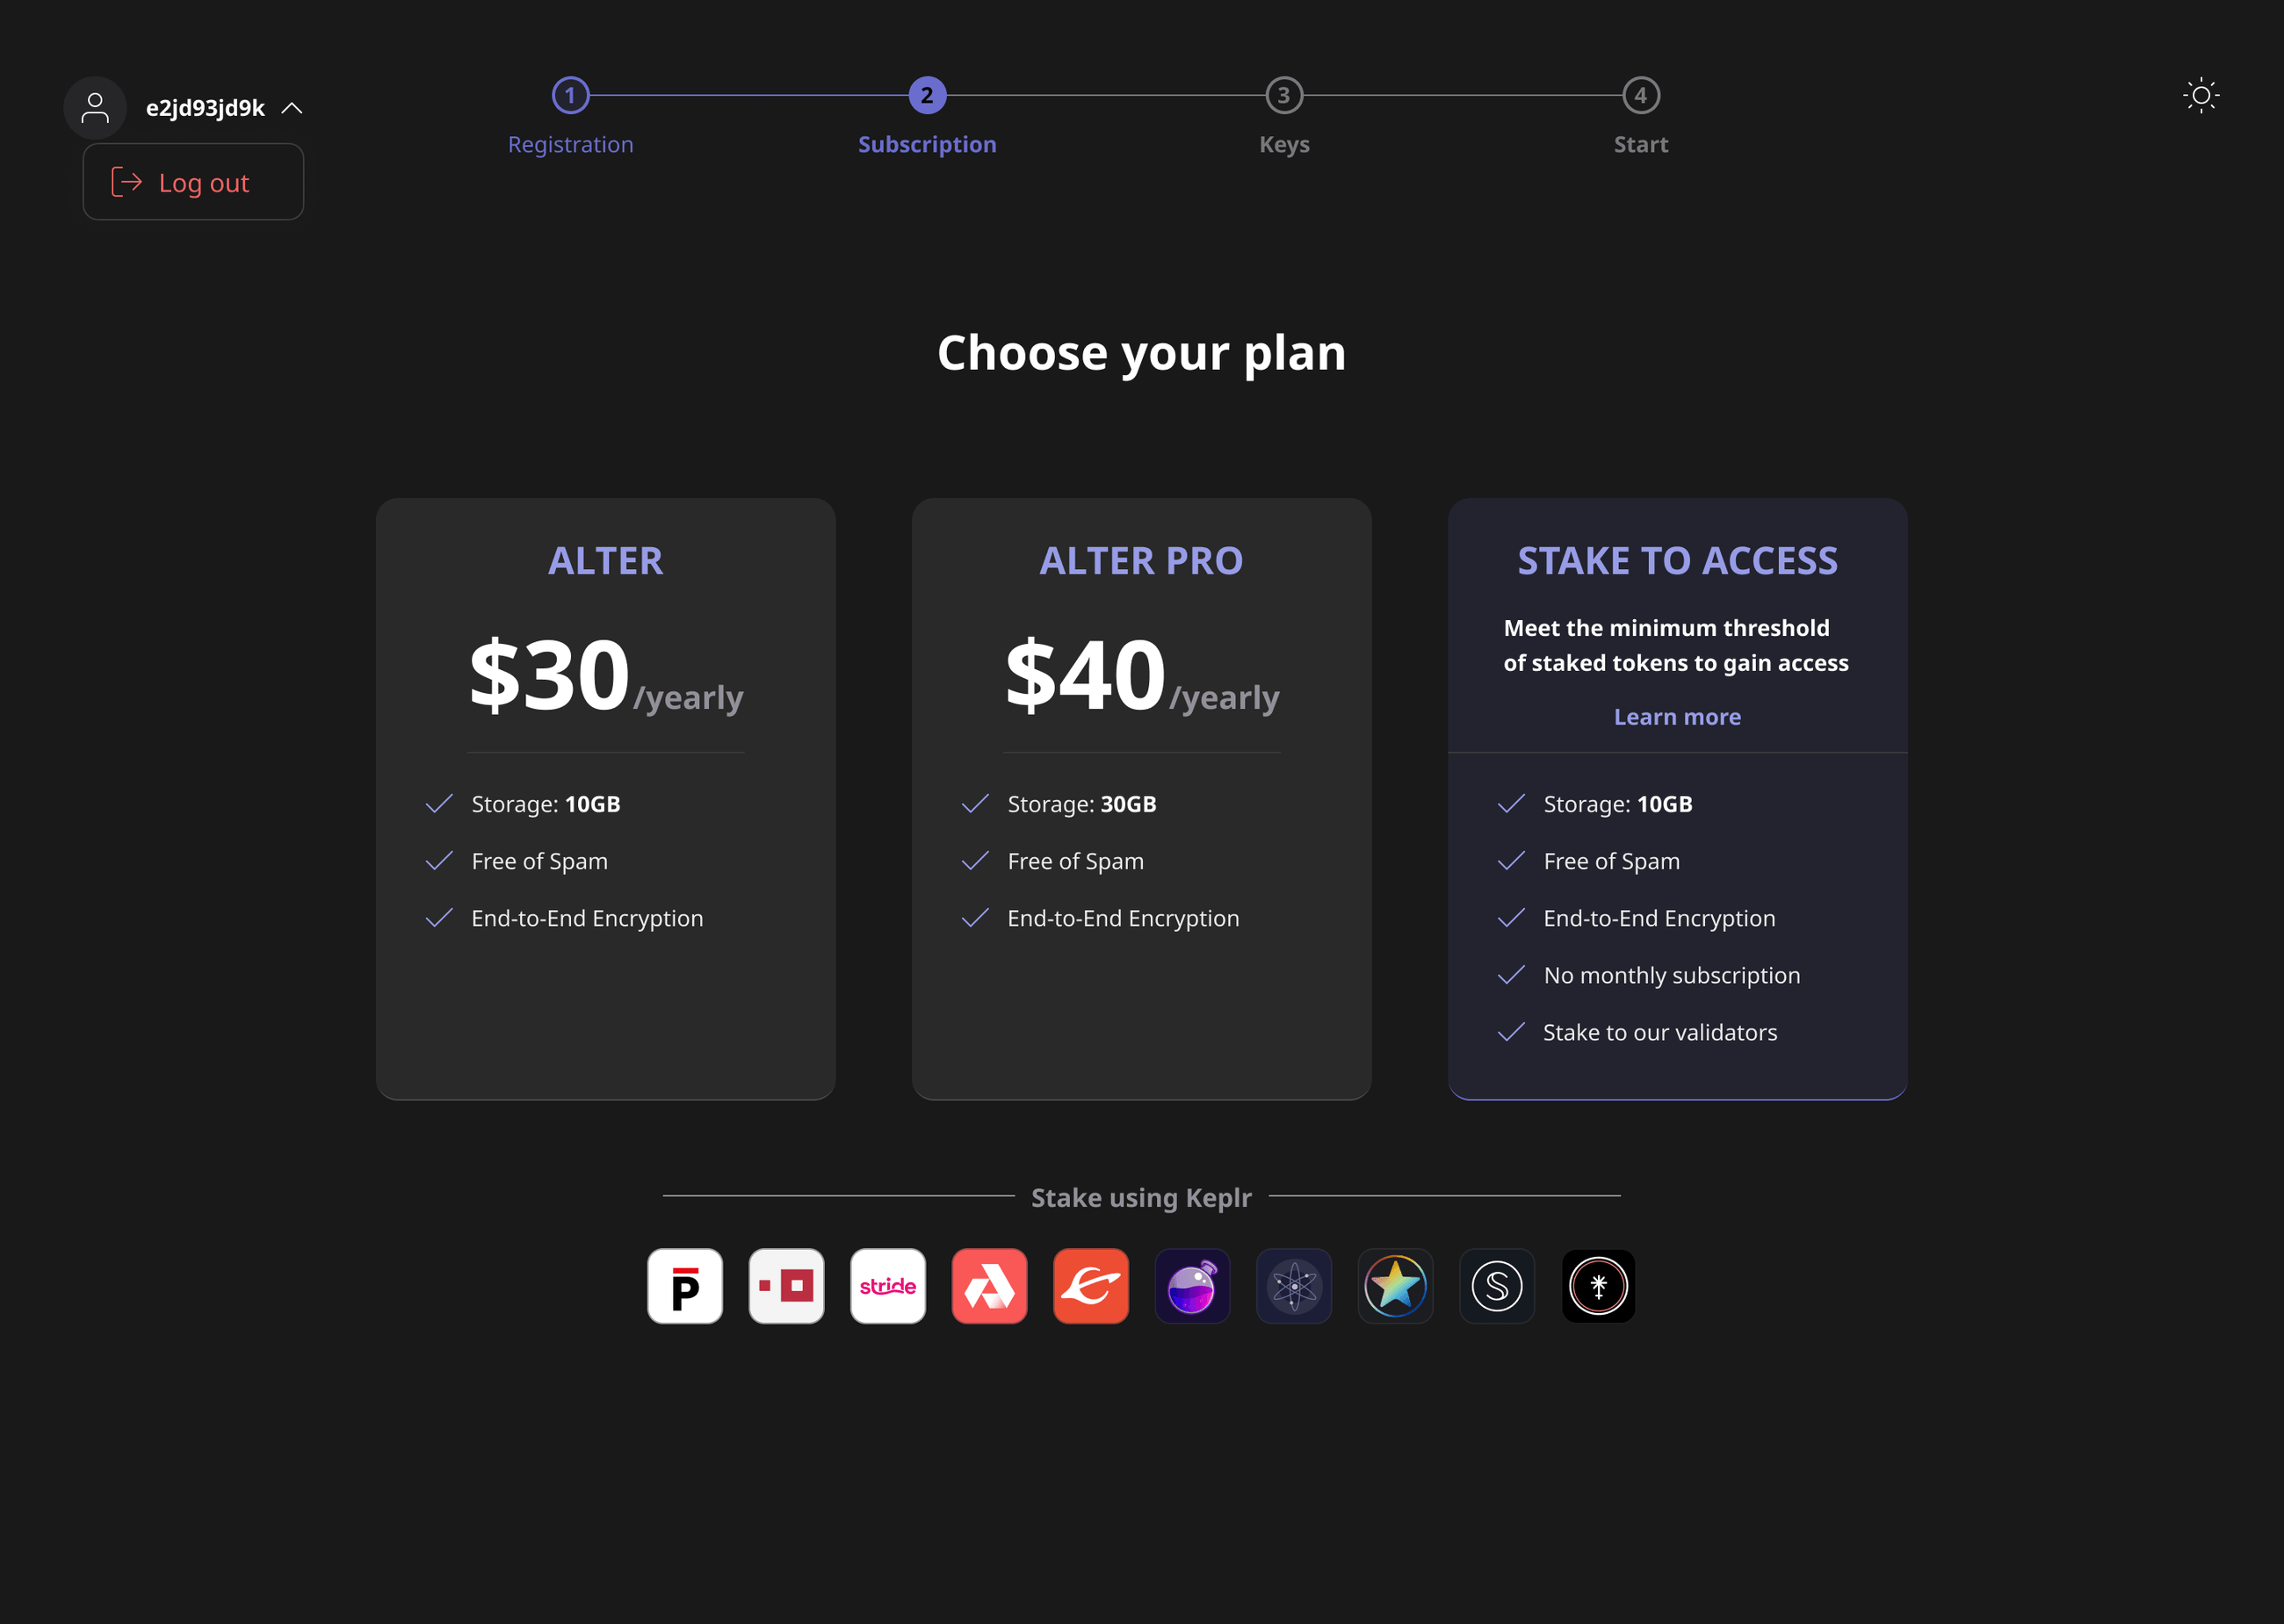 e2jd93jd9k
Log out
1
2
3
4
Registration
Subscription
Keys
Start
Choose your plan
ALTER
$30/yearly
Storage: 10GB
Free of Spam
End-to-End Encryption
ALTER PRO
$40/yearly
Storage: 30GB
Free of Spam
End-to-End Encryption
STAKE TO ACCESS
Meet the minimum threshold
of staked tokens to gain access
Learn more
Storage: 10GB
Free of Spam
End-to-End Encryption
No monthly subscription
Stake to our validators
Stake using Keplr
P
stride
S